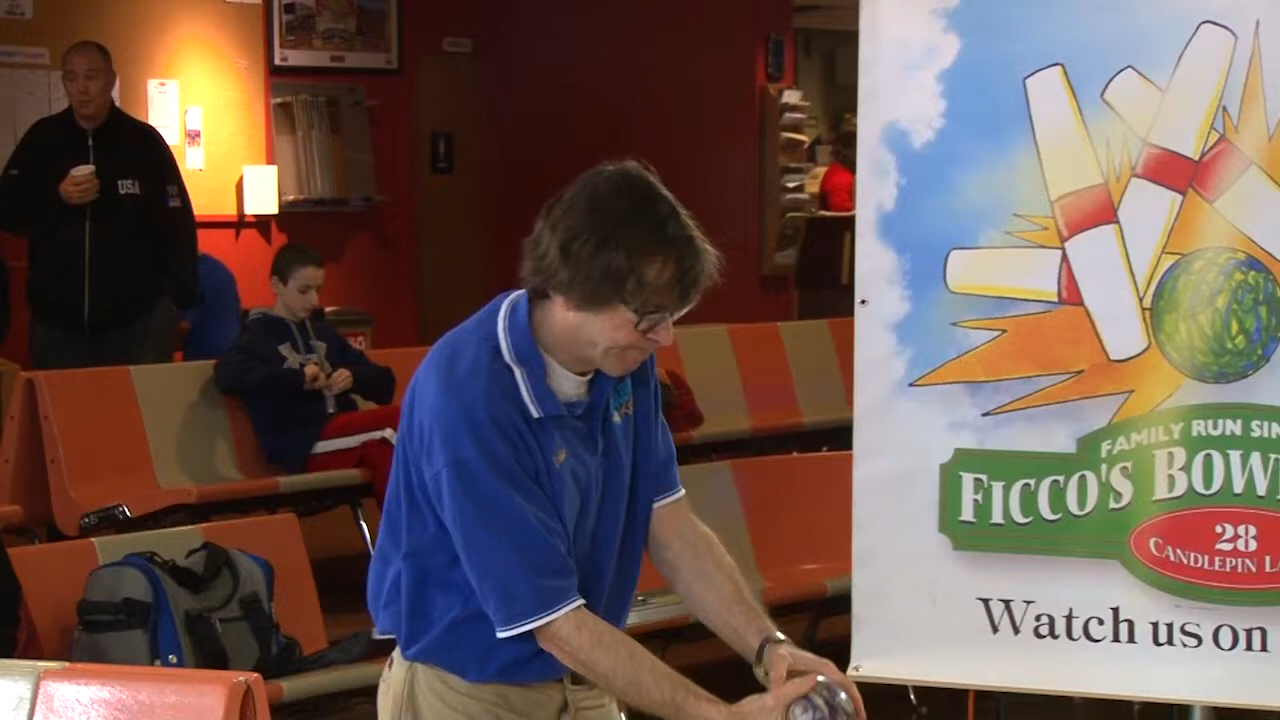 USA
FAMILY RUN SIN
FICCO'S BOW
28
CANDLEPIN LA
Watch us on